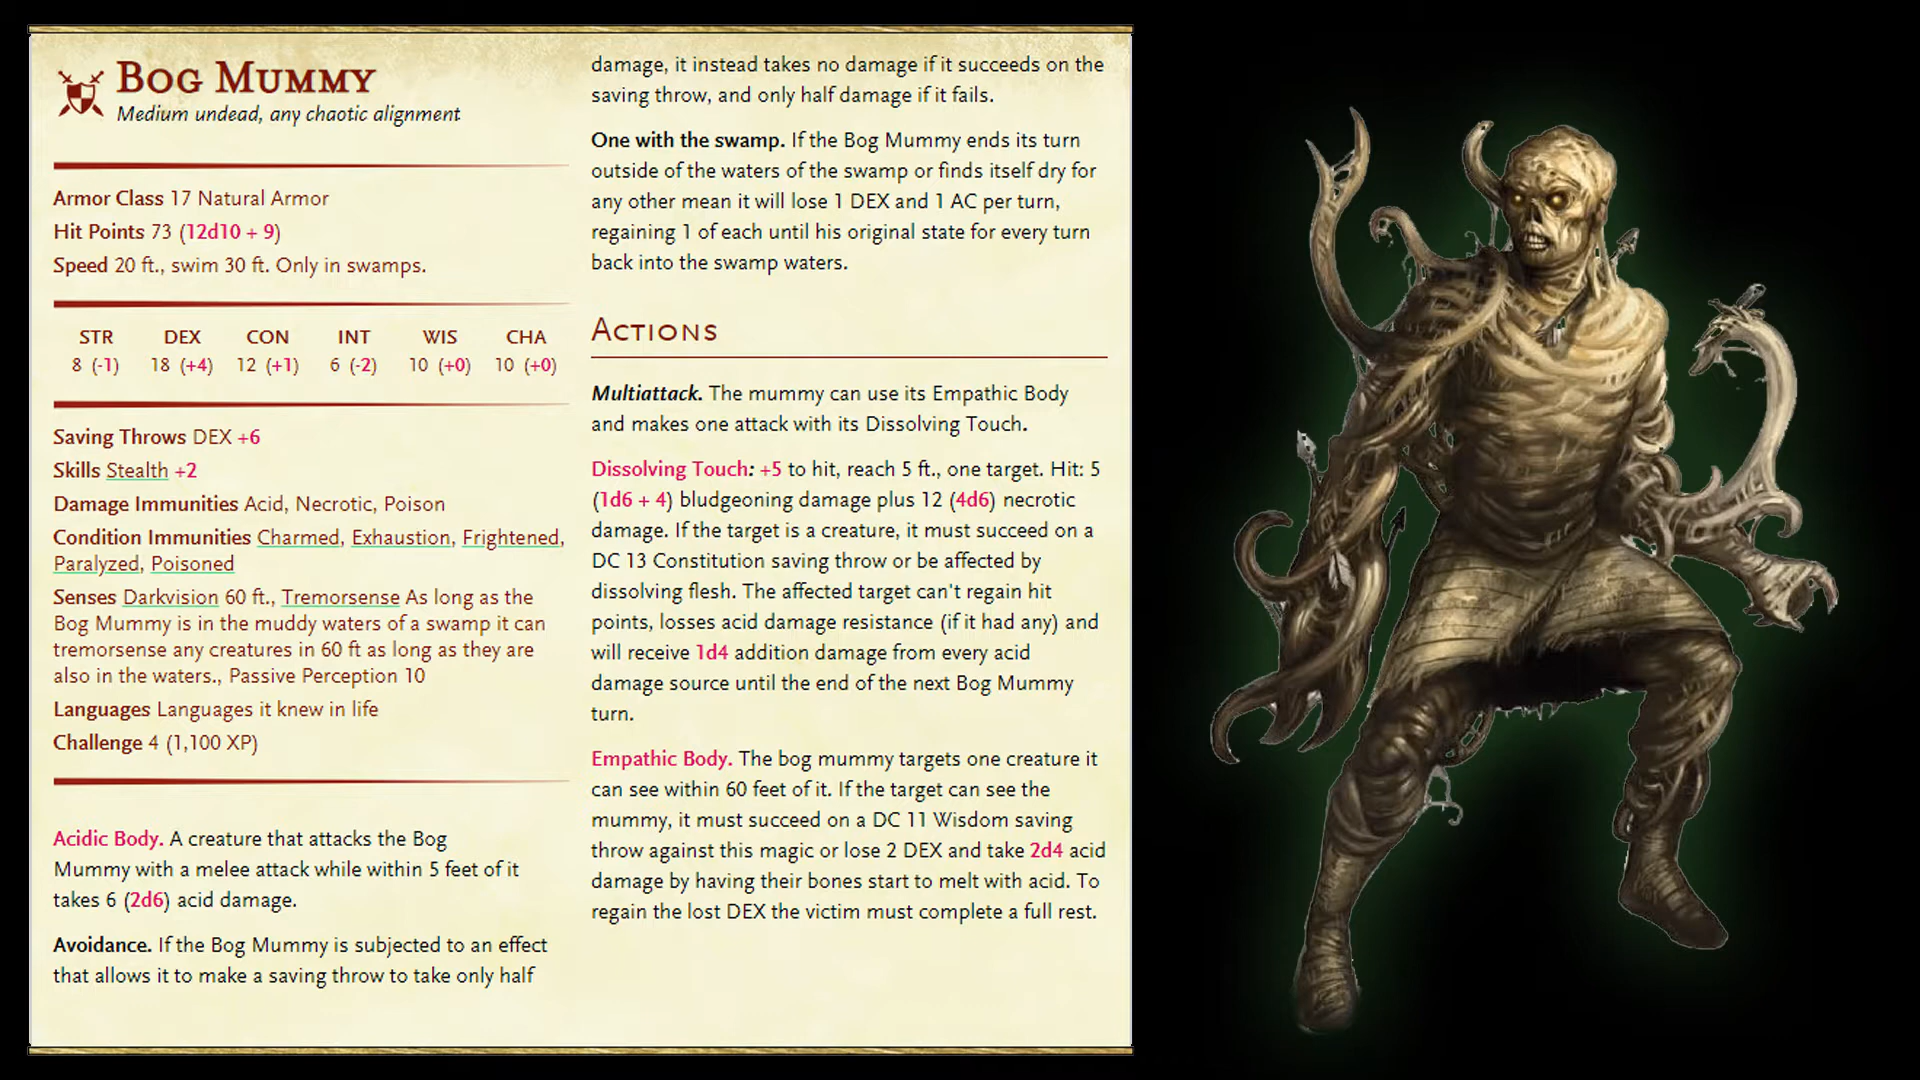 Bog Mummy
Medium undead, any chaotic alignment
Armor Class 17 Natural Armor
Hit Points 73 (12d10 + 9)
Speed 20 ft., swim 30 ft. Only in swamps.
STR DEX CON INT WIS CHA
8 (-1) 18 (+4) 12 (+1) 6 (-2) 10 (+0) 10 (+0)
Saving Throws DEX +6
Skills Stealth +2
Damage Immunities Acid, Necrotic, Poison
Condition Immunities Charmed, Exhaustion, Frightened,
Paralyzed, Poisoned
Senses Darkvision 60 ft., Tremorsense As long as the
Bog Mummy is in the muddy waters of a swamp it can
tremorsense any creatures in 60 ft as long as they are
also in the waters., Passive Perception 10
Languages Languages it knew in life
Challenge 4 (1,100 XP)
Acidic Body. A creature that attacks the Bog
Mummy with a melee attack while within 5 feet of it
takes 6 (2d6) acid damage.
Avoidance. If the Bog Mummy is subjected to an effect
that allows it to make a saving throw to take only half
damage, it instead takes no damage if it succeeds on the
saving throw, and only half damage if it fails.
One with the swamp. If the Bog Mummy ends its turn
outside of the waters of the swamp or finds itself dry for
any other mean it will lose 1 DEX and 1 AC per turn,
regaining 1 of each until his original state for every turn
back into the swamp waters.
Actions
Multiattack. The mummy can use its Empathic Body
and makes one attack with its Dissolving Touch.
Dissolving Touch: +5 to hit, reach 5 ft., one target. Hit: 5
(1d6 + 4) bludgeoning damage plus 12 (4d6) necrotic
damage. If the target is a creature, it must succeed on a
DC 13 Constitution saving throw or be affected by
dissolving flesh. The affected target can't regain hit
points, losses acid damage resistance (if it had any) and
will receive 1d4 addition damage from every acid
damage source until the end of the next Bog Mummy
turn.
Empathic Body. The bog mummy targets one creature it
can see within 60 feet of it. If the target can see the
mummy, it must succeed on a DC 11 Wisdom saving
throw against this magic or lose 2 DEX and take 2d4 acid
damage by having their bones start to melt with acid. To
regain the lost DEX the victim must complete a full rest.